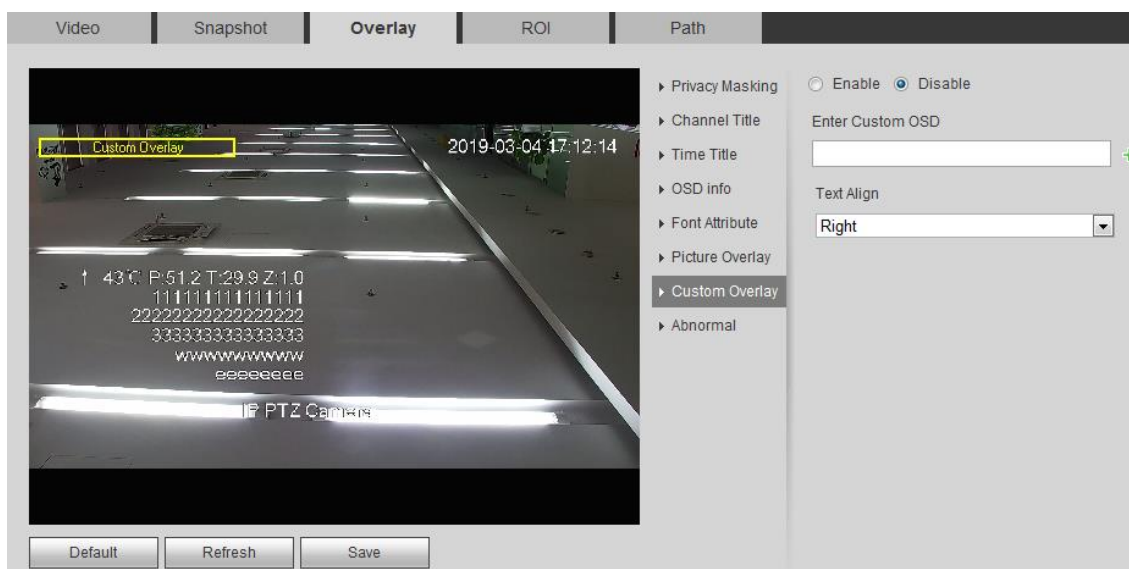 Video Snapshot Overlay ROI Path
Custom Overlay
2019-03-04 17:12:14
43℃ P:51.2 T:29.9 Z:1.0
111111111111111
22222222222222222
333333333333333
wwwwwwwwww
eeeeeeee
IP PTZ Camera
Default Refresh Save
Privacy Masking
Channel Title
Time Title
OSD info
Font Attribute
Picture Overlay
Custom Overlay
Abnormal
Enable Disable
Enter Custom OSD
Text Align
Right